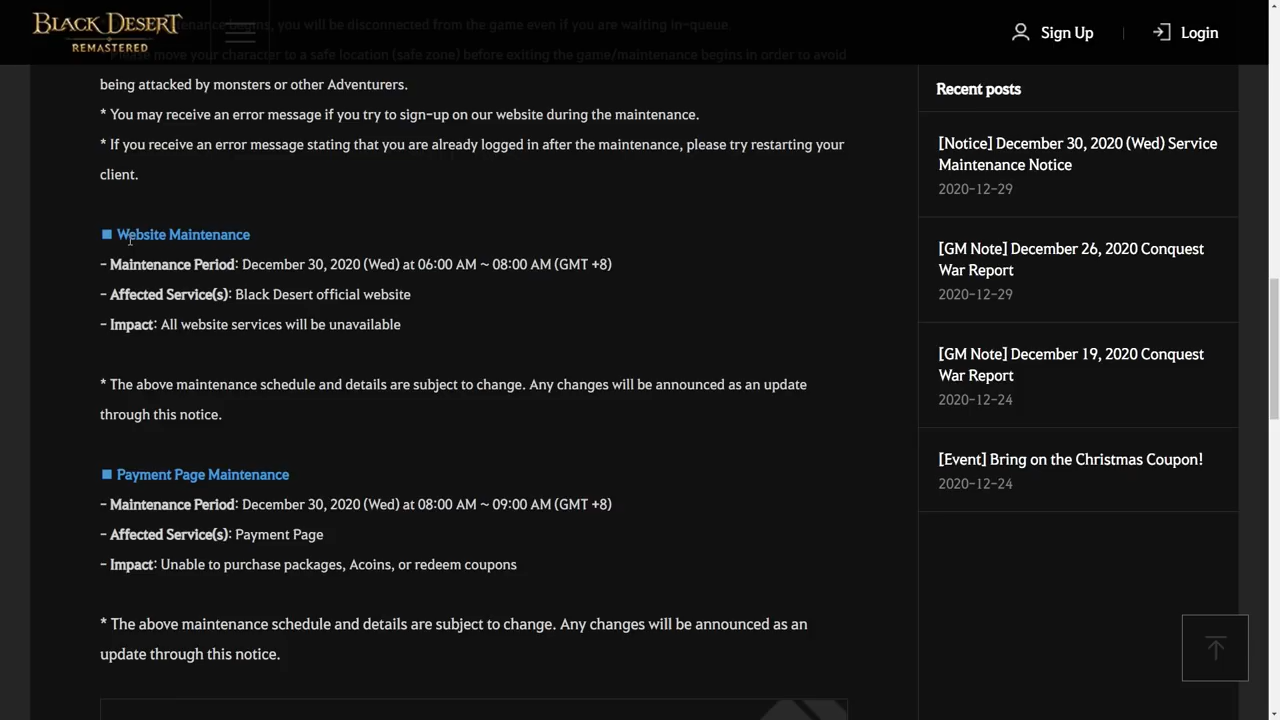 BLACK DESERT
REMASTERED
Sign Up
Login
begins, you will be disconnected from the game even if you are waiting in-queue.
* Please move your character to a safe location (safe zone) before exiting the game/maintenance begins in order to avoid
being attacked by monsters or other Adventurers.
* You may receive an error message if you try to sign-up on our website during the maintenance.
* If you receive an error message stating that you are already logged in after the maintenance, please try restarting your
client.
■ Website Maintenance
- Maintenance Period: December 30, 2020 (Wed) at 06:00 AM ~ 08:00 AM (GMT +8)
- Affected Service(s): Black Desert official website
- Impact: All website services will be unavailable
* The above maintenance schedule and details are subject to change. Any changes will be announced as an update
through this notice.
■ Payment Page Maintenance
- Maintenance Period: December 30, 2020 (Wed) at 08:00 AM ~ 09:00 AM (GMT +8)
- Affected Service(s): Payment Page
- Impact: Unable to purchase packages, Acoins, or redeem coupons
* The above maintenance schedule and details are subject to change. Any changes will be announced as an
update through this notice.
Recent posts
[Notice] December 30, 2020 (Wed) Service
Maintenance Notice
2020-12-29
[GM Note] December 26, 2020 Conquest
War Report
2020-12-29
[GM Note] December 19, 2020 Conquest
War Report
2020-12-24
[Event] Bring on the Christmas Coupon!
2020-12-24